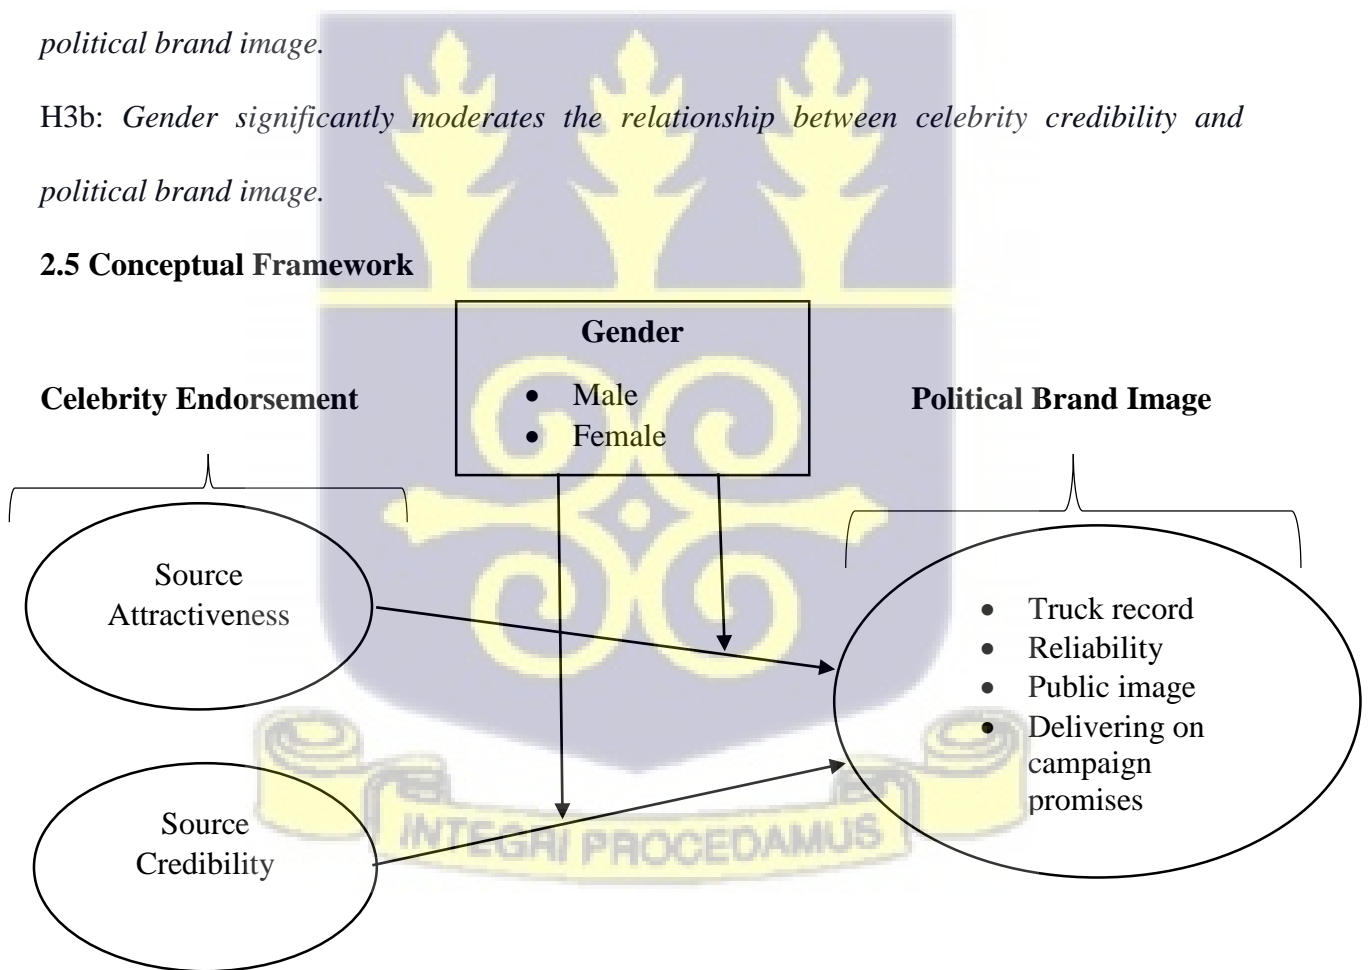 political brand image.
H3b: Gender significantly moderates the relationship between celebrity credibility and
political brand image.
2.5 Conceptual Framework
Gender
• Male
• Female
Celebrity Endorsement
Political Brand Image
Source
Attractiveness
• Truck record
• Reliability
• Public image
• Delivering on
campaign
promises
Source
Credibility
INTEGRI PROCEDAMUS